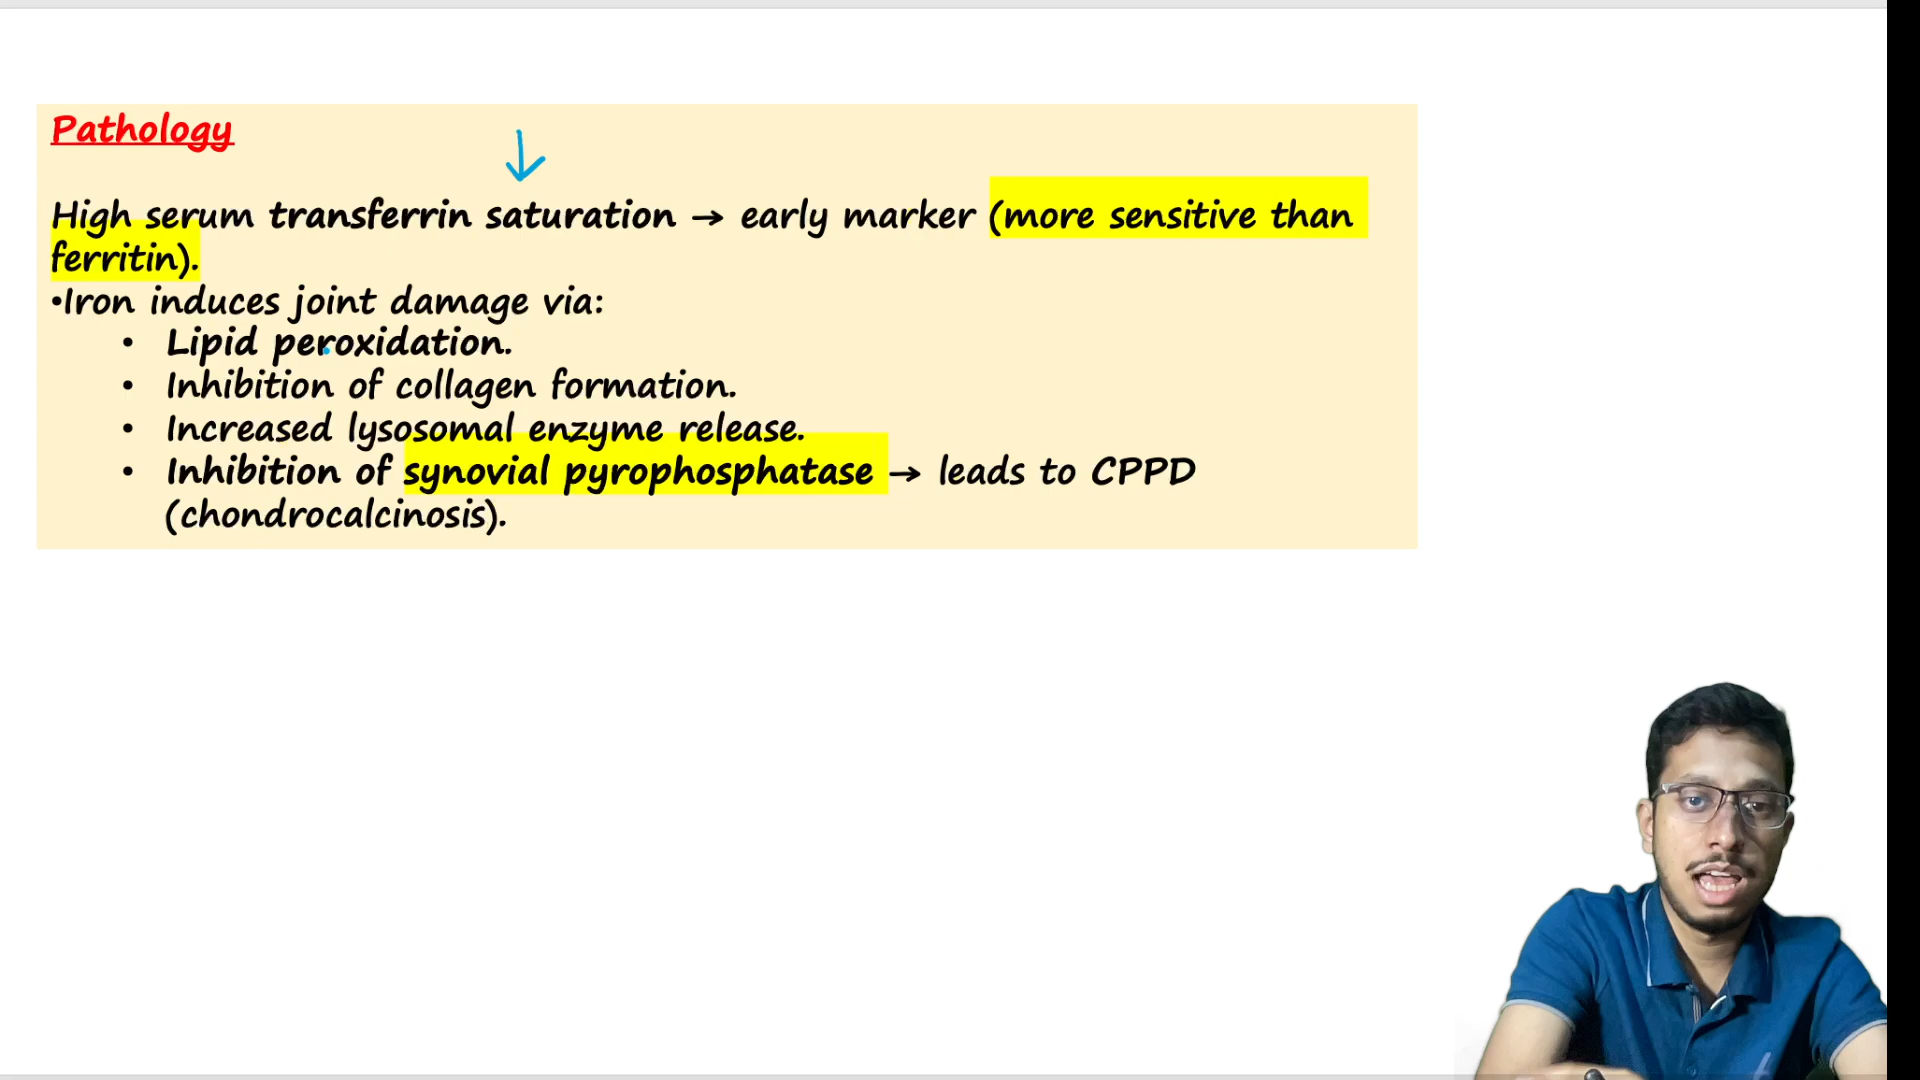 Pathology
High serum transferrin saturation → early marker (more sensitive than
ferritin).
•Iron induces joint damage via:
• Lipid peroxidation.
• Inhibition of collagen formation.
• Increased lysosomal enzyme release.
• Inhibition of synovial pyrophosphatase → leads to CPPD
(chondrocalcinosis).